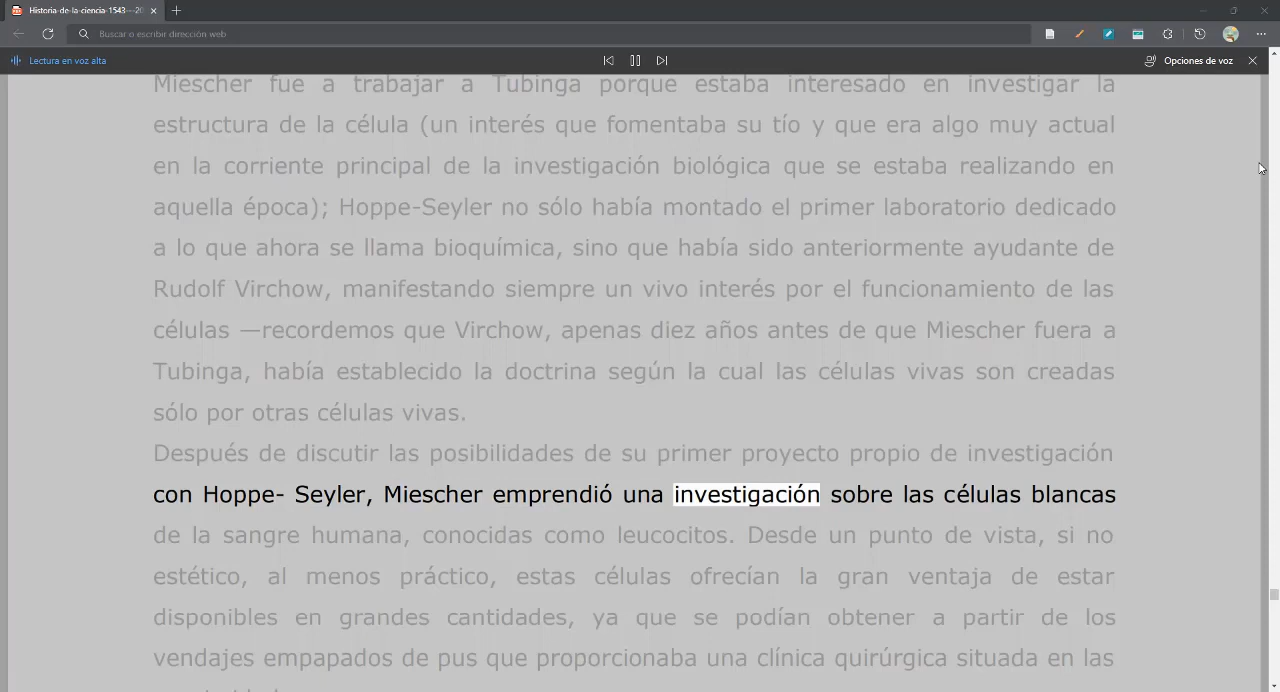 Historia-de-la-ciencia-1543---20
Buscar o escribir dirección web
Lectura en voz alta
Opciones de voz
Miescher fue a trabajar a Tubinga porque estaba interesado en investigar la
estructura de la célula (un interés que fomentaba su tío y que era algo muy actual
en la corriente principal de la investigación biológica que se estaba realizando en
aquella época); Hoppe-Seyler no sólo había montado el primer laboratorio dedicado
a lo que ahora se llama bioquímica, sino que había sido anteriormente ayudante de
Rudolf Virchow, manifestando siempre un vivo interés por el funcionamiento de las
células —recordemos que Virchow, apenas diez años antes de que Miescher fuera a
Tubinga, había establecido la doctrina según la cual las células vivas son creadas
sólo por otras células vivas.
Después de discutir las posibilidades de su primer proyecto propio de investigación
con Hoppe- Seyler, Miescher emprendió una investigación sobre las células blancas
de la sangre humana, conocidas como leucocitos. Desde un punto de vista, si no
estético, al menos práctico, estas células ofrecían la gran ventaja de estar
disponibles en grandes cantidades, ya que se podían obtener a partir de los
vendajes empapados de pus que proporcionaba una clínica quirúrgica situada en las